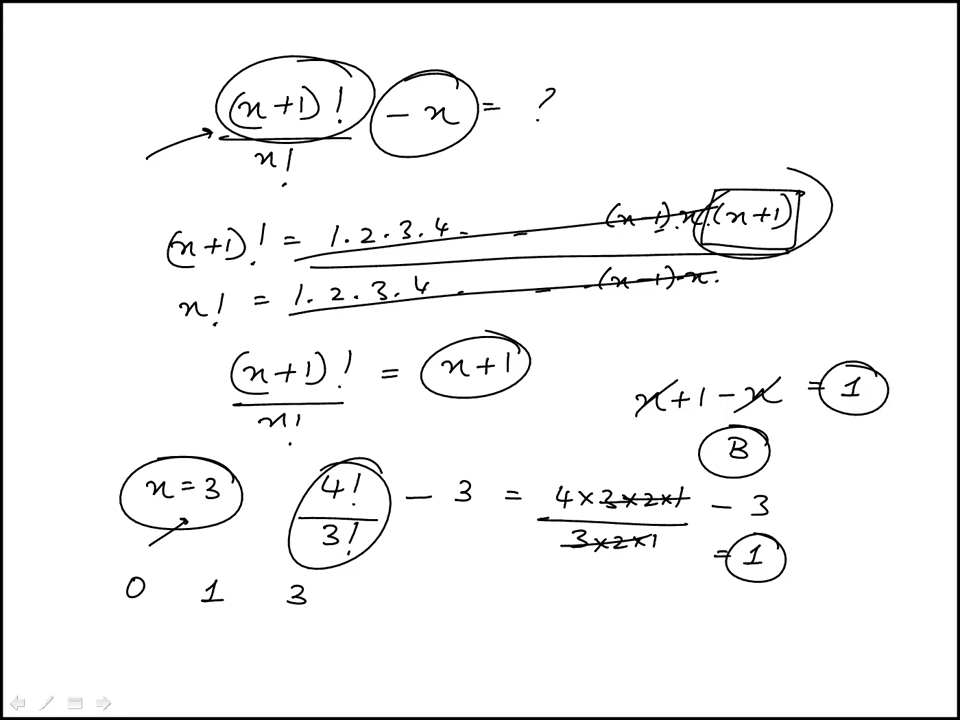 (n+1)!/n! - n = ?
(n+1)! = 1.2.3.4. - (n-1).n.(n+1)
n! = 1.2.3.4. - (n-1).n.
(n+1)!/n! = n+1
n+1-n = 1
B
n=3 4!/3! - 3 = 4×3×2×1/3×2×1 - 3
= 1
0 1 3